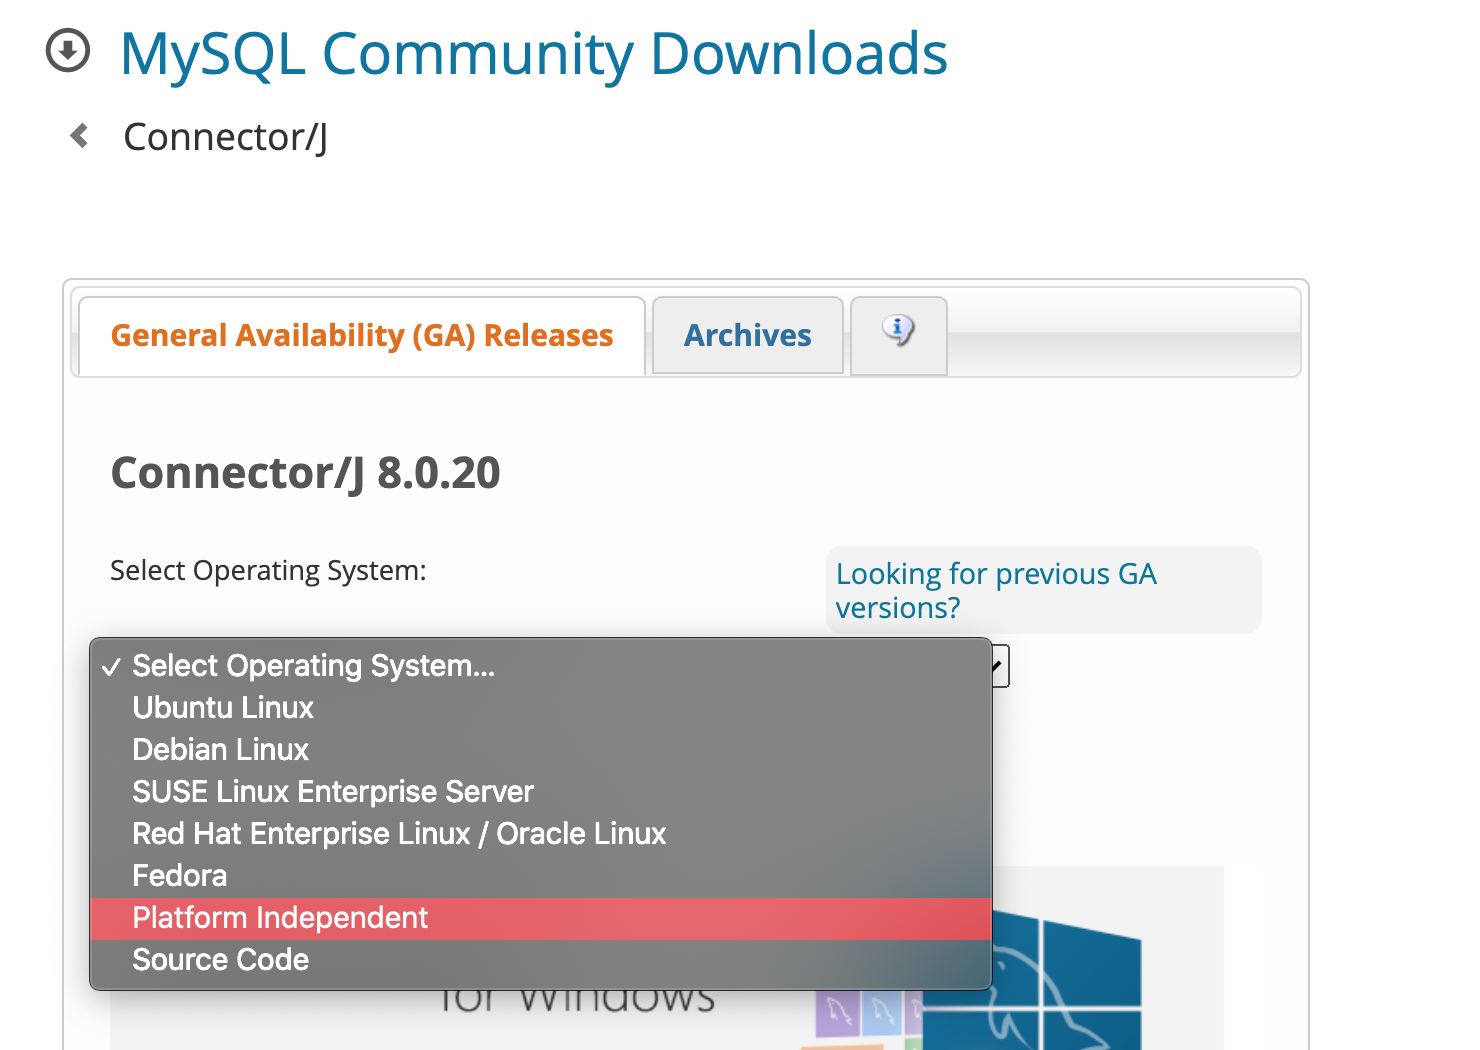 MySQL Community Downloads
Connector/J
General Availability (GA) Releases
Archives
Connector/J 8.0.20
Select Operating System:
Looking for previous GA
versions?
✓ Select Operating System...
Ubuntu Linux
Debian Linux
SUSE Linux Enterprise Server
Red Hat Enterprise Linux / Oracle Linux
Fedora
Platform Independent
Source Code
for Windows